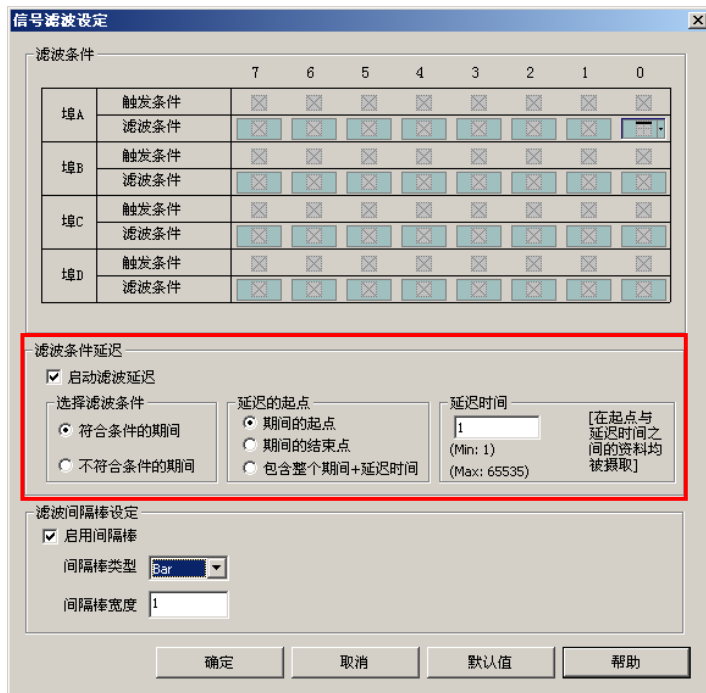 信号滤波设定
滤波条件
7 6 5 4 3 2 1 0
埠A
触发条件
滤波条件
埠B
触发条件
滤波条件
埠C
触发条件
滤波条件
埠D
触发条件
滤波条件
滤波条件延迟
启动滤波延迟
选择滤波条件
符合条件的期间
不符合条件的期间
延迟的起点
期间的起点
期间的结束点
包含整个期间+延迟时间
延迟时间
1
(Min: 1)
(Max: 65535)
[在起点与
延迟时间之
间的资料均
被摄取]
滤波间隔棒设定
启用间隔棒
间隔棒类型 Bar
间隔棒宽度 1
确定 取消 默认值 帮助